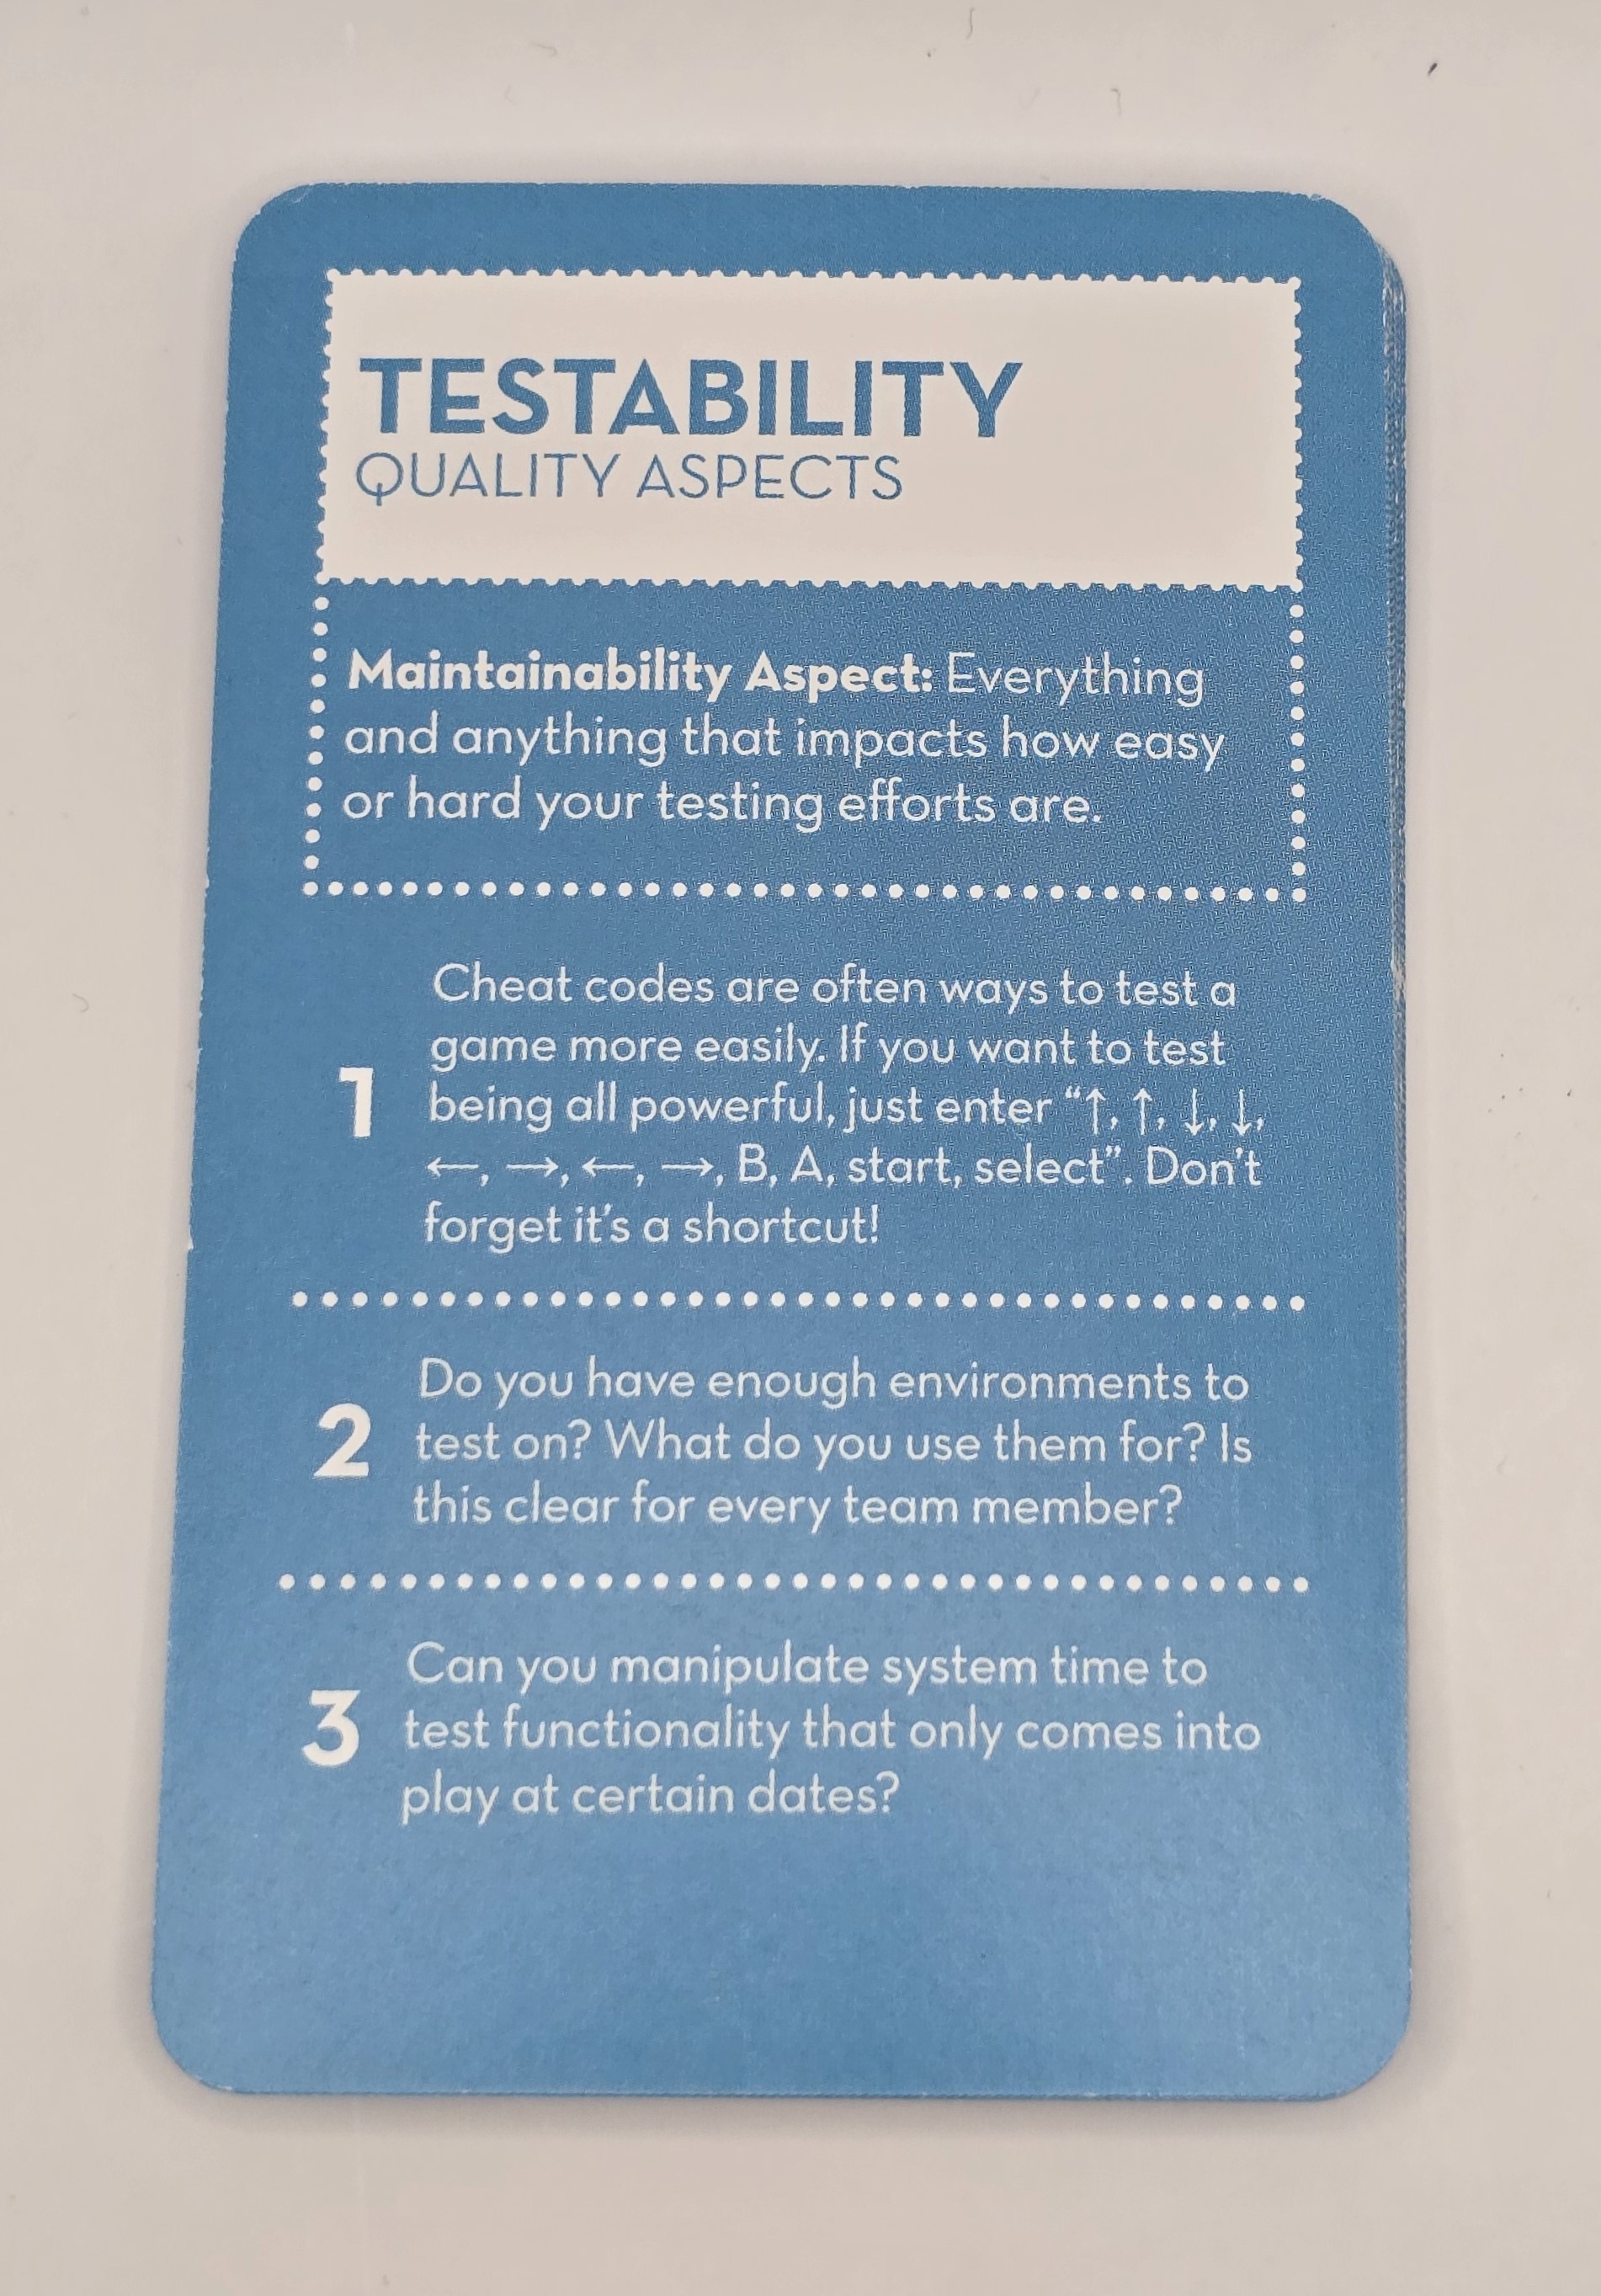 TESTABILITY
QUALITY ASPECTS
Maintainability Aspect: Everything
and anything that impacts how easy
or hard your testing efforts are.
1
Cheat codes are often ways to test a
game more easily. If you want to test
being all powerful, just enter “↑, ↑, ↓, ↓,
←, →, ←, →, B, A, start, select”. Don’t
forget it’s a shortcut!
2
Do you have enough environments to
test on? What do you use them for? Is
this clear for every team member?
3
Can you manipulate system time to
test functionality that only comes into
play at certain dates?